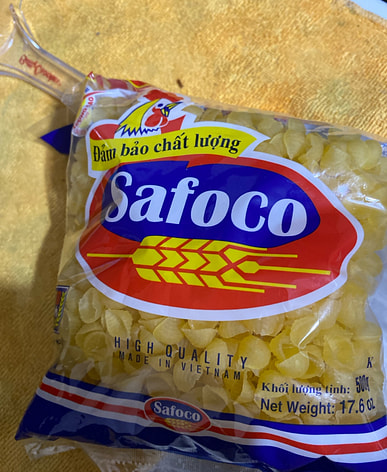 Đảm bảo chất lượng
Safoco
HIGH QUALITY
MADE IN VIETNAM
Khối lượng tịnh: 500g
Net Weight: 17.6 oz
Safoco